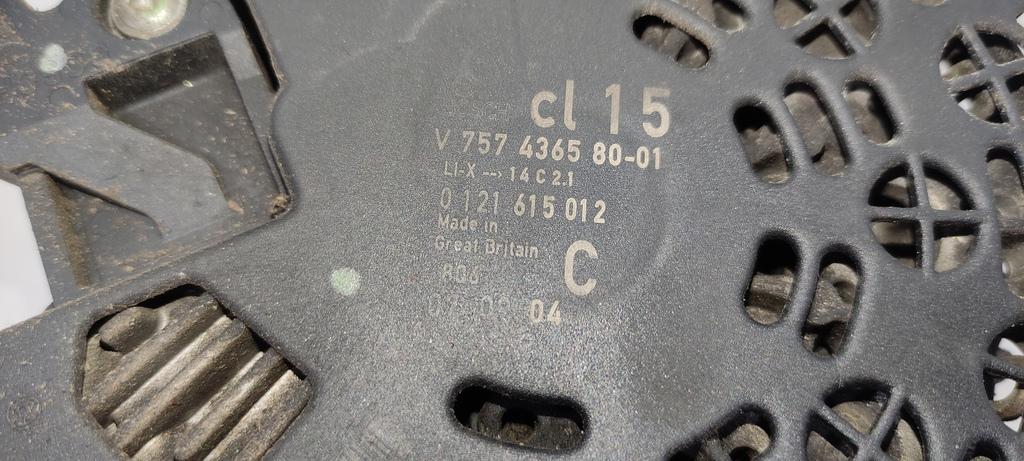 cl 15
V 757 4365 80-01
LI-X --> 14 C 2.1
0 121 615 012
Made in
Great Britain
C
04